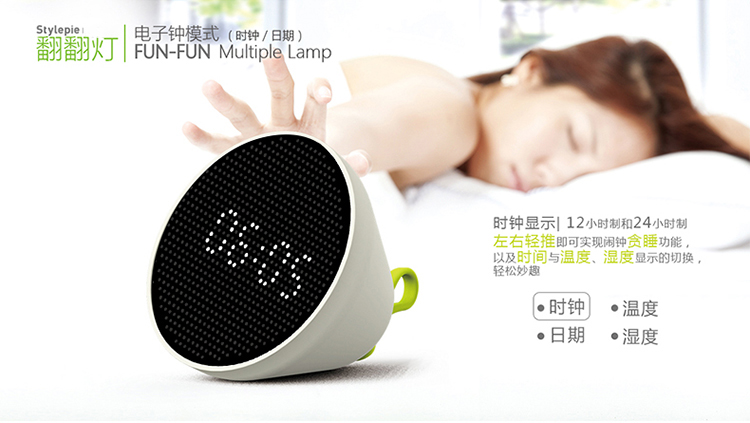 Stylepie
翻翻灯
电子钟模式（时钟/日期）
FUN-FUN Multiple Lamp
06:05
时钟显示| 12小时制和24小时制
左右轻推即可实现闹钟贪睡功能，
以及时间与温度、湿度显示的切换，
轻松妙趣
•时钟 •温度
•日期 •湿度